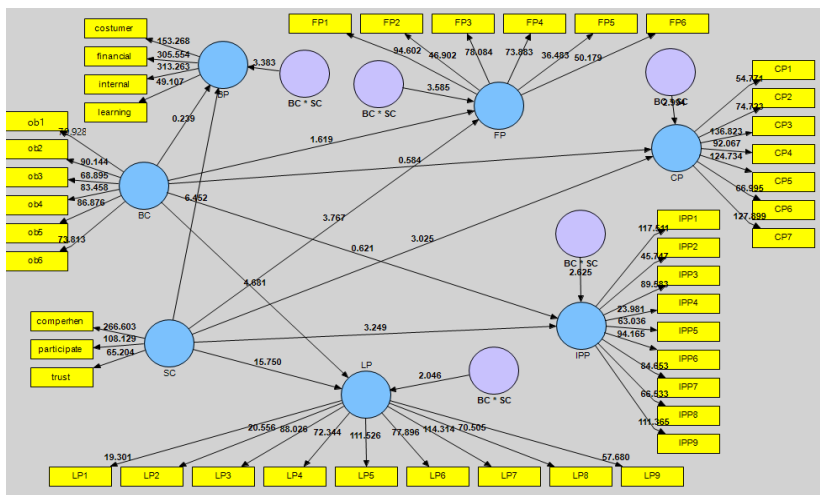 costumer
financial
internal
learning
153.268
305.554
313.263
49.107
BP
3.383
BC * SC
FP1
FP2
FP3
FP4
FP5
FP6
94.602
46.902
78.084
73.883
36.483
50.179
3.585
BC * SC
FP
BC * SC
CP
CP1
CP2
CP3
CP4
CP5
CP6
CP7
54.771
74.723
136.823
92.067
124.734
66.995
127.899
ob1
ob2
ob3
ob4
ob5
ob6
90.144
68.895
83.458
86.876
73.813
BC
0.239
1.619
0.584
6.452
3.767
3.025
0.621
4.681
3.249
15.750
comperhen
participate
trust
266.603
108.129
65.204
SC
BC * SC
2.625
IPP
IPP1
IPP2
IPP3
IPP4
IPP5
IPP6
IPP7
IPP8
IPP9
117.511
45.747
89.583
23.981
63.036
94.165
84.653
66.533
111.365
LP
2.046
BC * SC
19.301
20.556
88.026
72.344
111.526
77.896
114.314
70.505
57.680
LP1
LP2
LP3
LP4
LP5
LP6
LP7
LP8
LP9